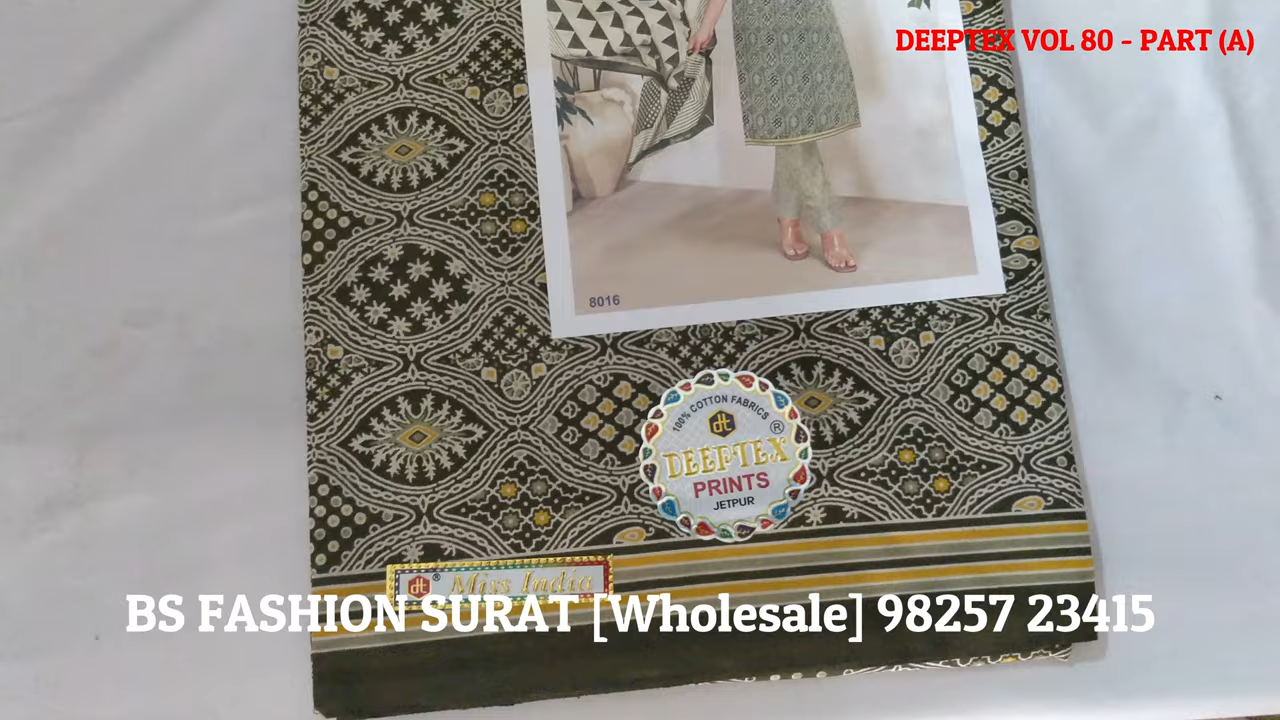 DEEPTEX VOL 80 - PART (A)
8016
100% COTTON FABRICS
dt ®
DEEPTEX
PRINTS
JETPUR
dt ® Miss India
BS FASHION SURAT [Wholesale] 98257 23415